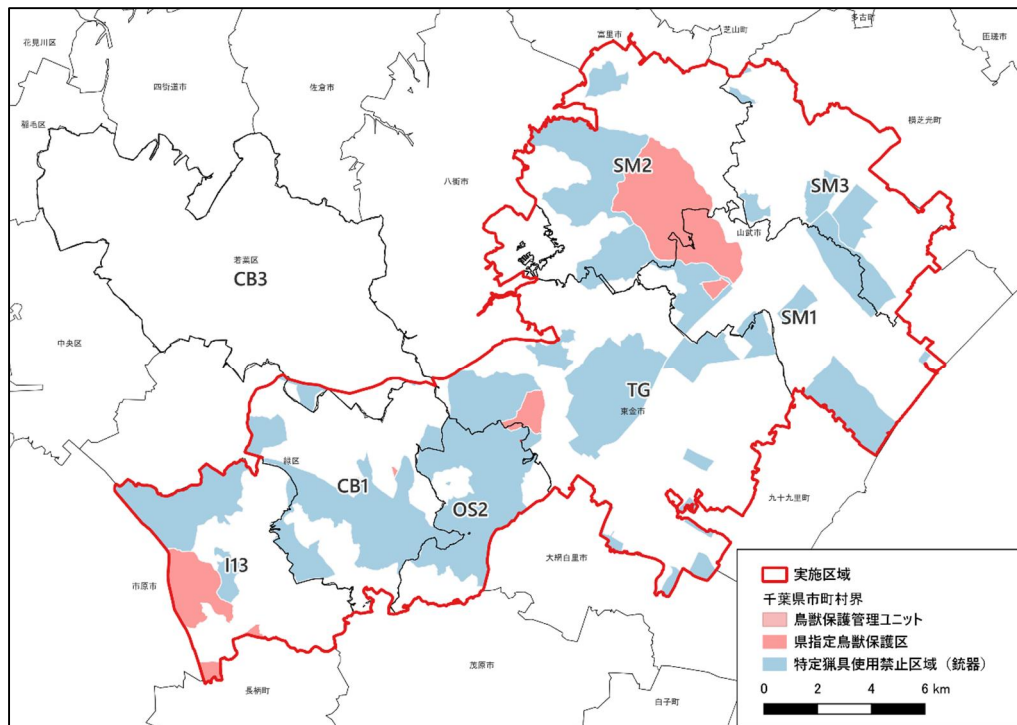 花見川区
四街道市
佐倉市
富里市
芝山町
多古町
匝瑳市
稲毛区
横芝光町
八街市
SM2
SM3
山武市
若葉区
CB3
中央区
SM1
TG
東金市
緑区
CB1
OS2
九十九里町
大網白里市
I13
市原市
茂原市
長柄町
白子町
実施区域
千葉県市町村界
鳥獣保護管理ユニット
県指定鳥獣保護区
特定猟具使用禁止区域（銃器）
0 2 4 6 km